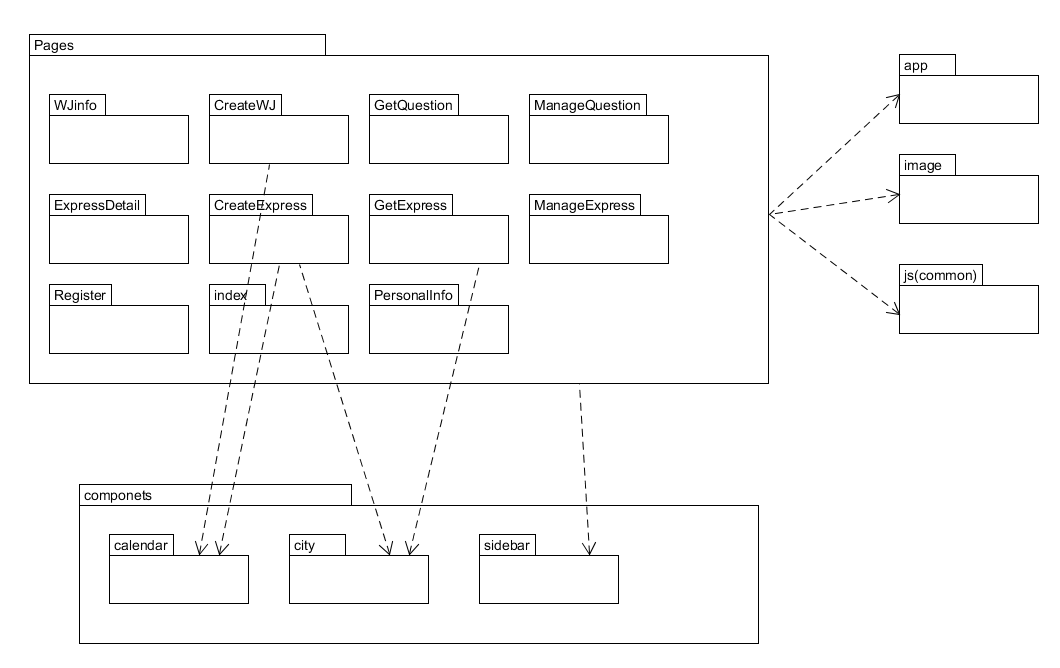 Pages
app
WJinfo
CreateWJ
GetQuestion
ManageQuestion
image
ExpressDetail
CreateExpress
GetExpress
ManageExpress
js(common)
Register
index
PersonalInfo
componets
calendar
city
sidebar